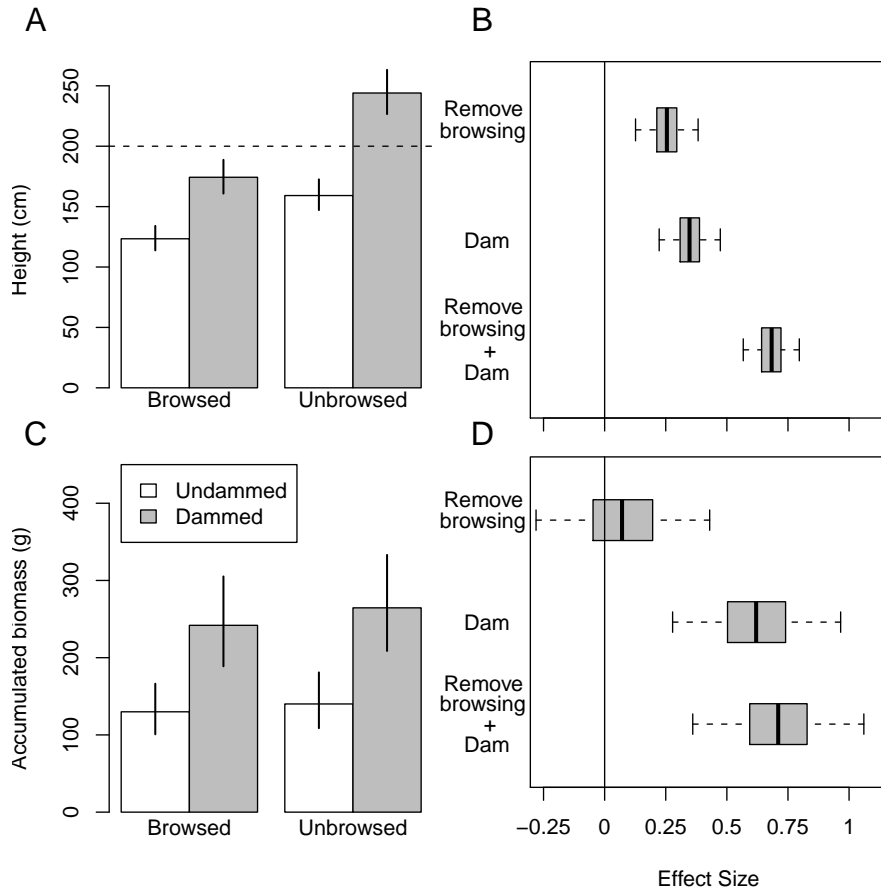 A
Height (cm)
250
200
150
100
50
0
Browsed
Unbrowsed
B
Remove
browsing
Dam
Remove
browsing
+
Dam
C
Undammed
Dammed
Accumulated biomass (g)
400
300
200
100
0
Browsed
Unbrowsed
D
Remove
browsing
Dam
Remove
browsing
+
Dam
−0.25 0 0.25 0.75 1
Effect Size